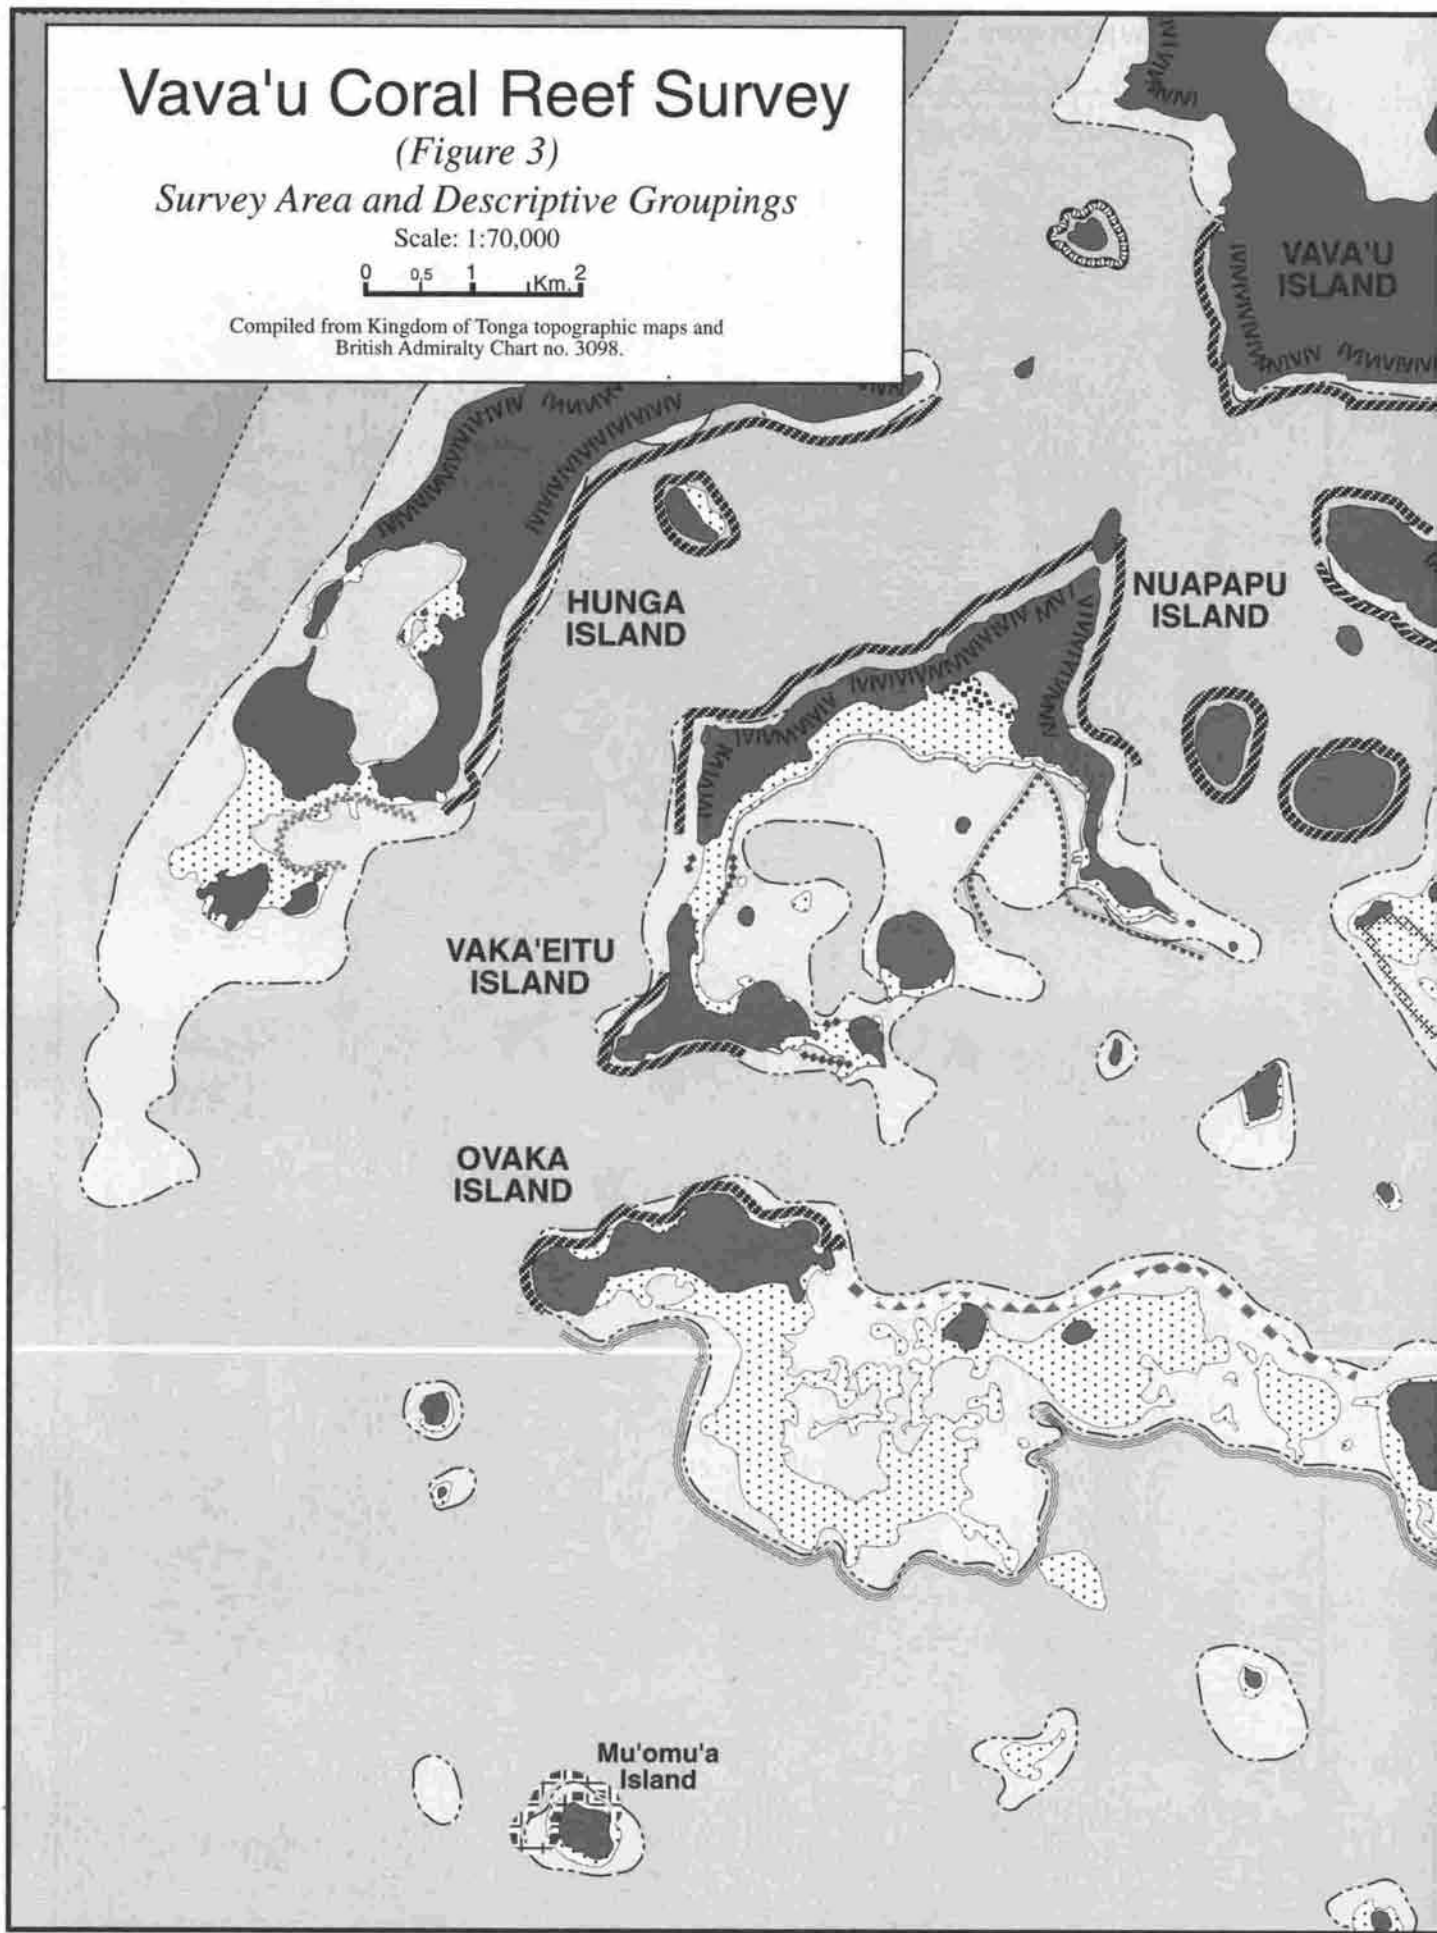 Vava'u Coral Reef Survey
(Figure 3)
Survey Area and Descriptive Groupings
Scale: 1:70,000
0 0,5 1 Km. 2
Compiled from Kingdom of Tonga topographic maps and
British Admiralty Chart no. 3098.
VAVA'U
ISLAND
HUNGA
ISLAND
NUAPAPU
ISLAND
VAKA'EITU
ISLAND
OVAKA
ISLAND
Mu'omu'a
Island